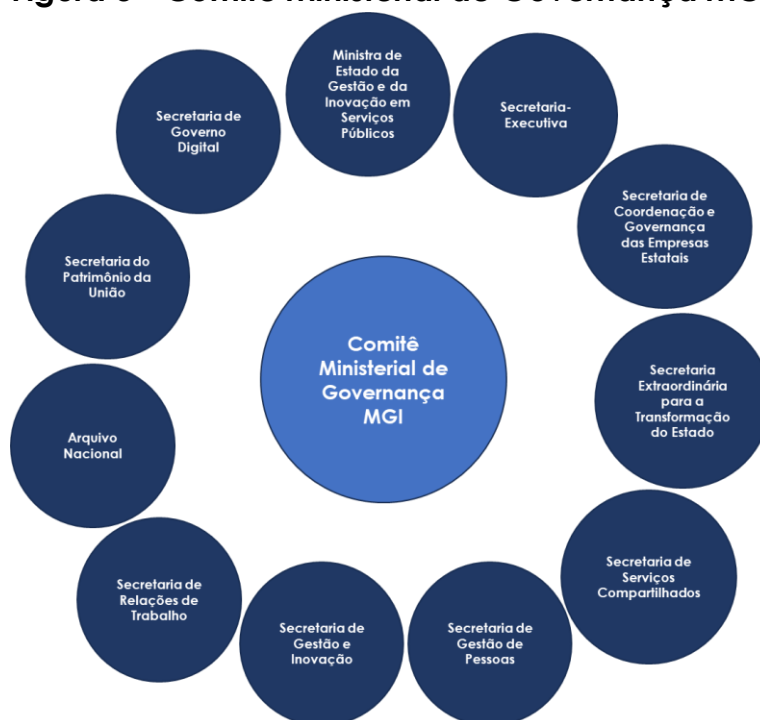 Ministra de
Estado da
Gestão e da
Inovação em
Serviços
Públicos
Secretaria-
Executiva
Secretaria de
Coordenação e
Governança
das Empresas
Estatais
Secretaria
Extraordinária
para a
Transformação
do Estado
Secretaria de
Serviços
Compartilhados
Secretaria de
Gestão de
Pessoas
Secretaria de
Gestão e
Inovação
Secretaria de
Relações de
Trabalho
Arquivo
Nacional
Secretaria do
Patrimônio da
União
Secretaria de
Governo
Digital
Comitê
Ministerial de
Governança
MGI